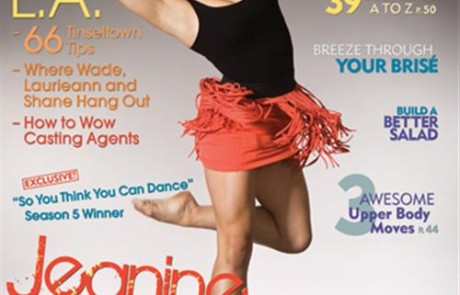 L.A.
– 66 Tinseltown
Tips
– Where Wade,
Laurieann and
Shane Hang Out
– How to Wow
Casting Agents
EXCLUSIVE!
"So You Think You Can Dance"
Season 5 Winner
Jeanine
39
A TO Z P. 50
BREEZE THROUGH
YOUR BRISÉ
BUILD A
BETTER
SALAD
3 AWESOME
Upper Body
Moves P. 44